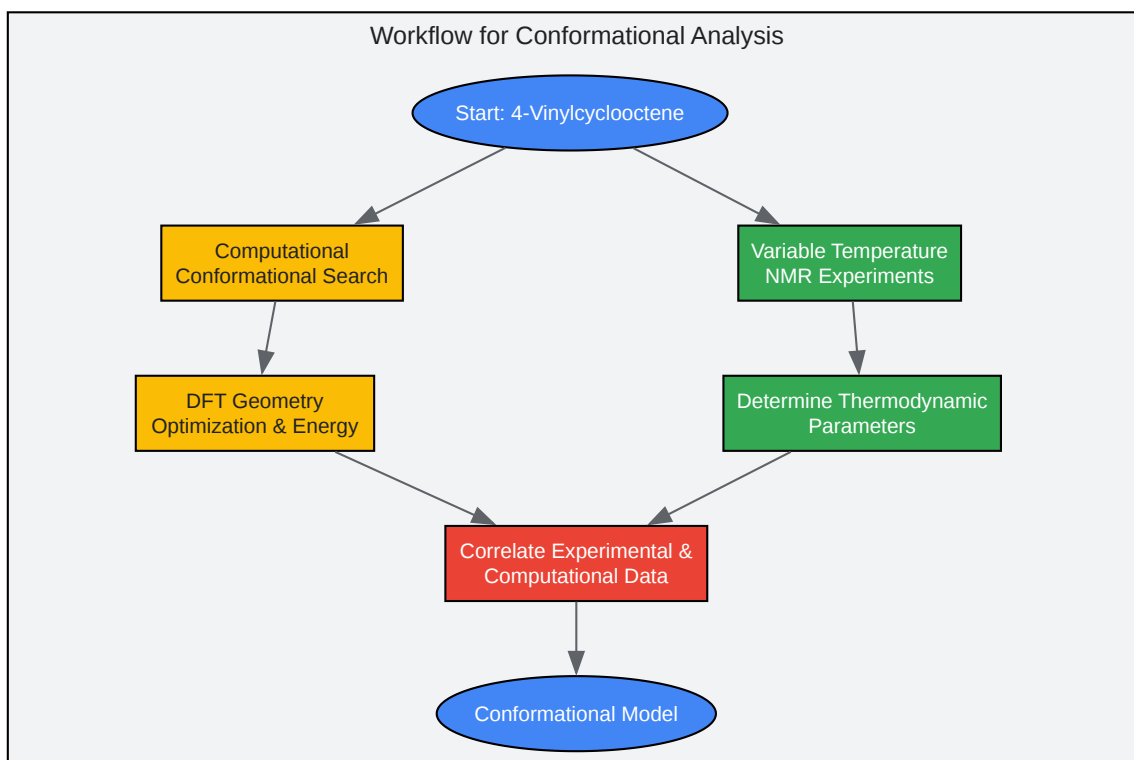 Workflow for Conformational Analysis
Start: 4-Vinylcyclooctene
Computational
Conformational Search
Variable Temperature
NMR Experiments
DFT Geometry
Optimization & Energy
Determine Thermodynamic
Parameters
Correlate Experimental &
Computational Data
Conformational Model